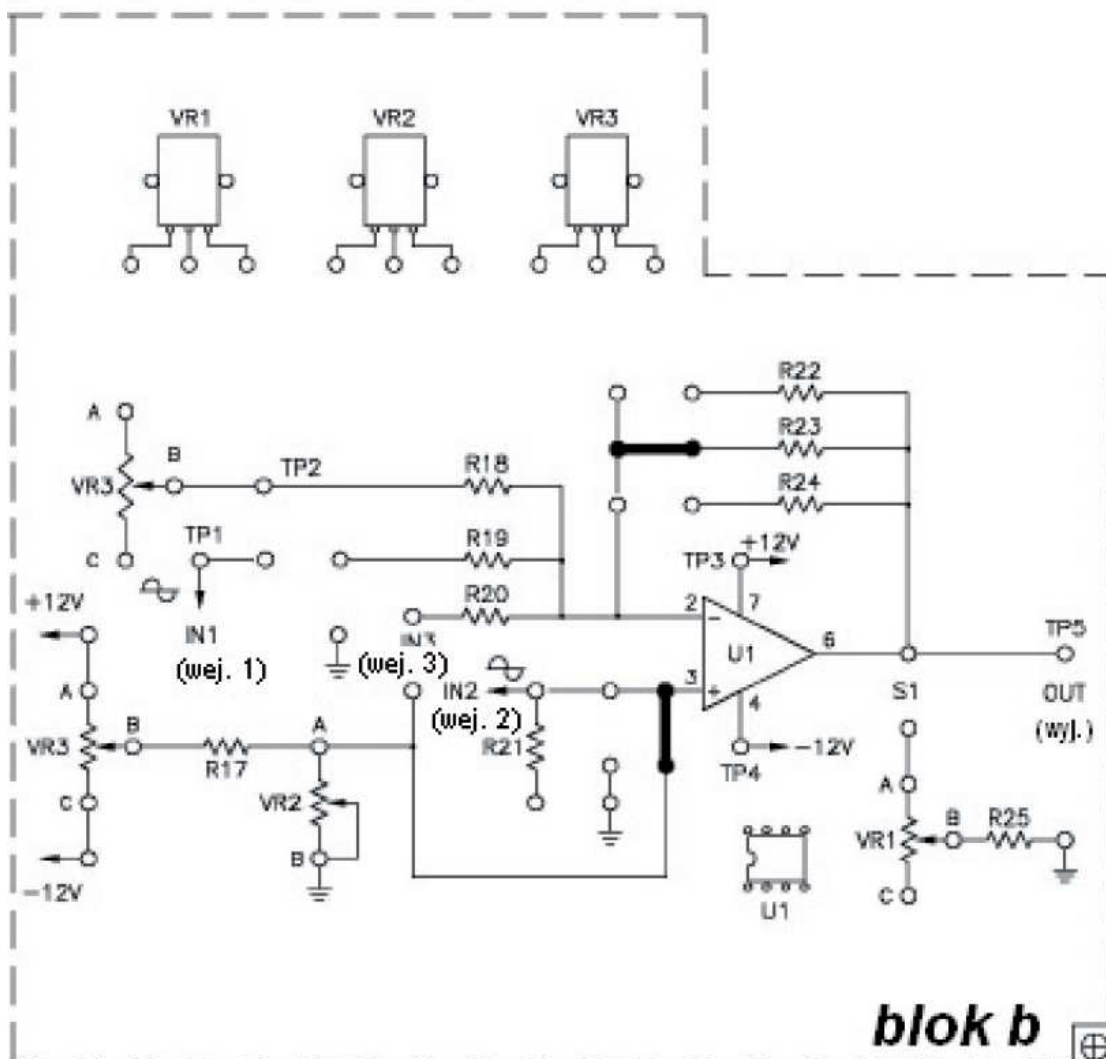 VR1 VR2 VR3
R22
A
R23
B
TP2
R18
VR3
R24
TP1
R19
+12V
C
TP3
+12V
R20
2
7
−
IN1
IN3
U1
6
TP5
(wej. 1)
(wej. 3)
3
+
A
IN2
4
S1
OUT
(wej. 2)
(wyj.)
B
A
R21
−12V
VR3
R17
TP4
A
C
VR2
B
R25
VR1
B
−12V
C
U1
blok b